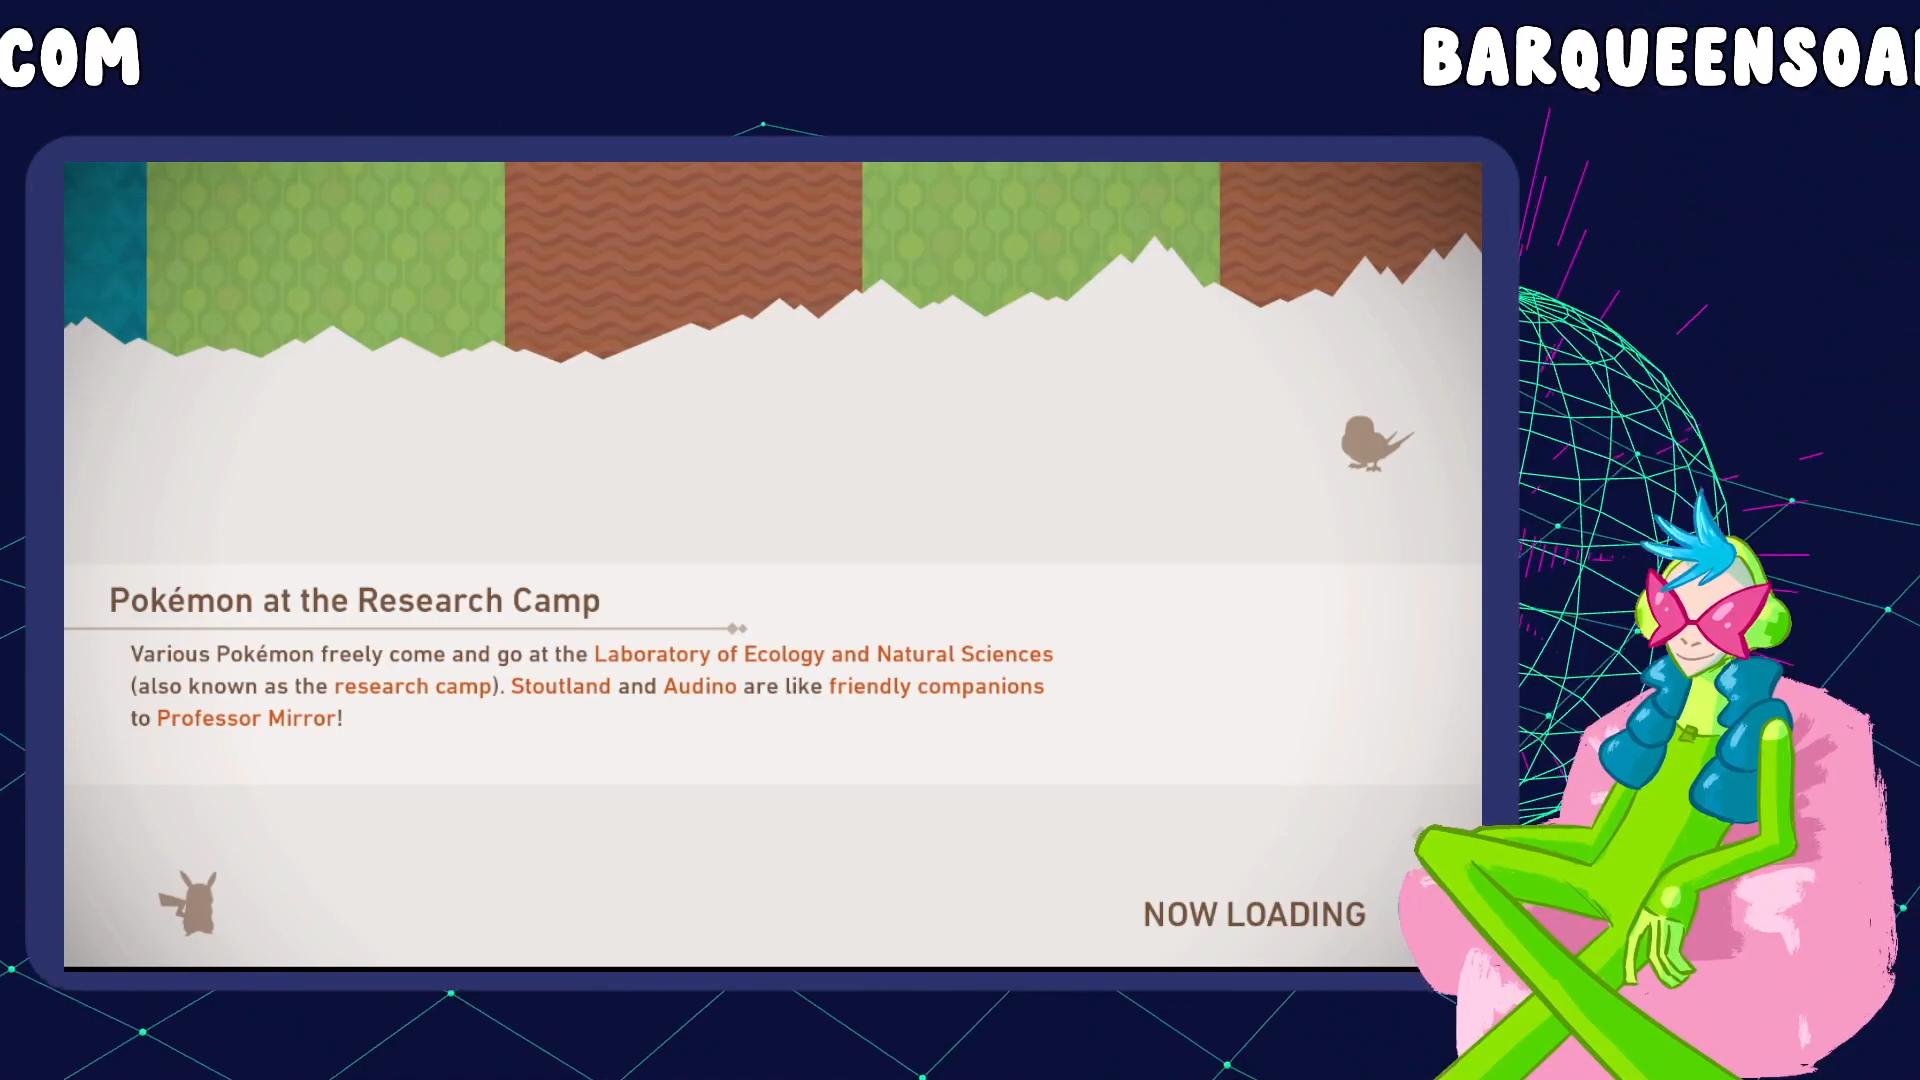 COM
BARQUEENSOA
Pokémon at the Research Camp
Various Pokémon freely come and go at the Laboratory of Ecology and Natural Sciences
(also known as the research camp). Stoutland and Audino are like friendly companions
to Professor Mirror!
NOW LOADING